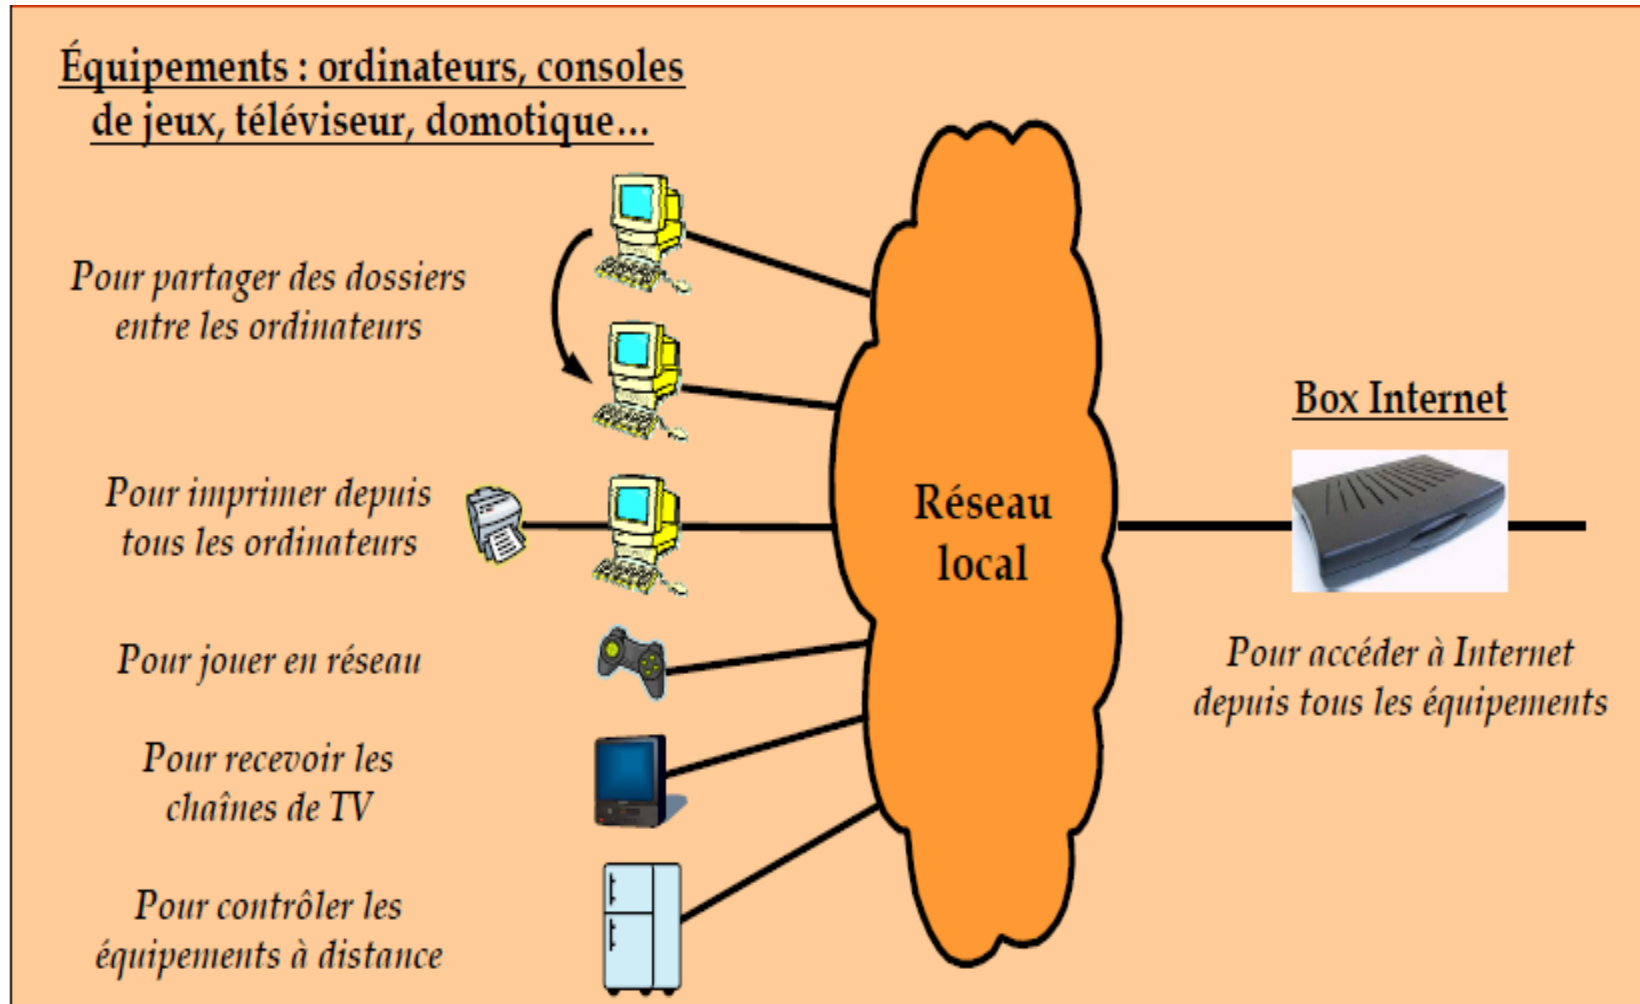 Équipements : ordinateurs, consoles
de jeux, téléviseur, domotique...
Pour partager des dossiers
entre les ordinateurs
Pour imprimer depuis
tous les ordinateurs
Pour jouer en réseau
Pour recevoir les
chaînes de TV
Pour contrôler les
équipements à distance
Réseau
local
Box Internet
Pour accéder à Internet
depuis tous les équipements